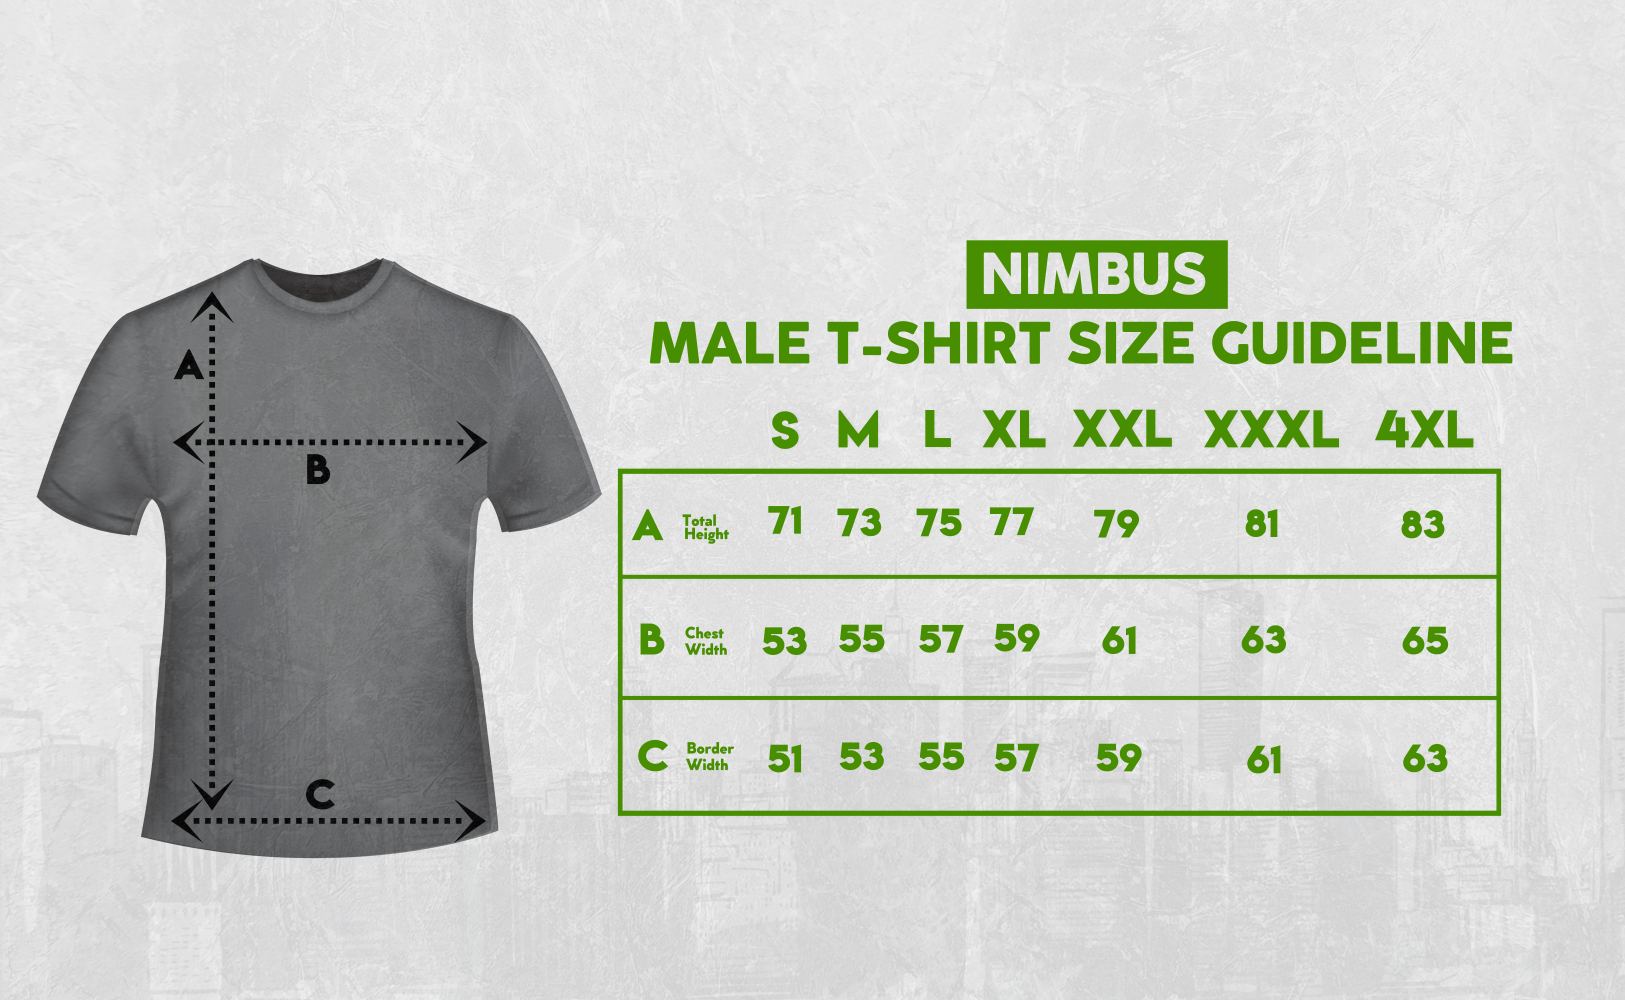 NIMBUS
MALE T-SHIRT SIZE GUIDELINE
S M L XL XXL XXXL 4XL
A Total Height 71 73 75 77 79 81 83
B Chest Width 53 55 57 59 61 63 65
C Border Width 51 53 55 57 59 61 63
A
B
C